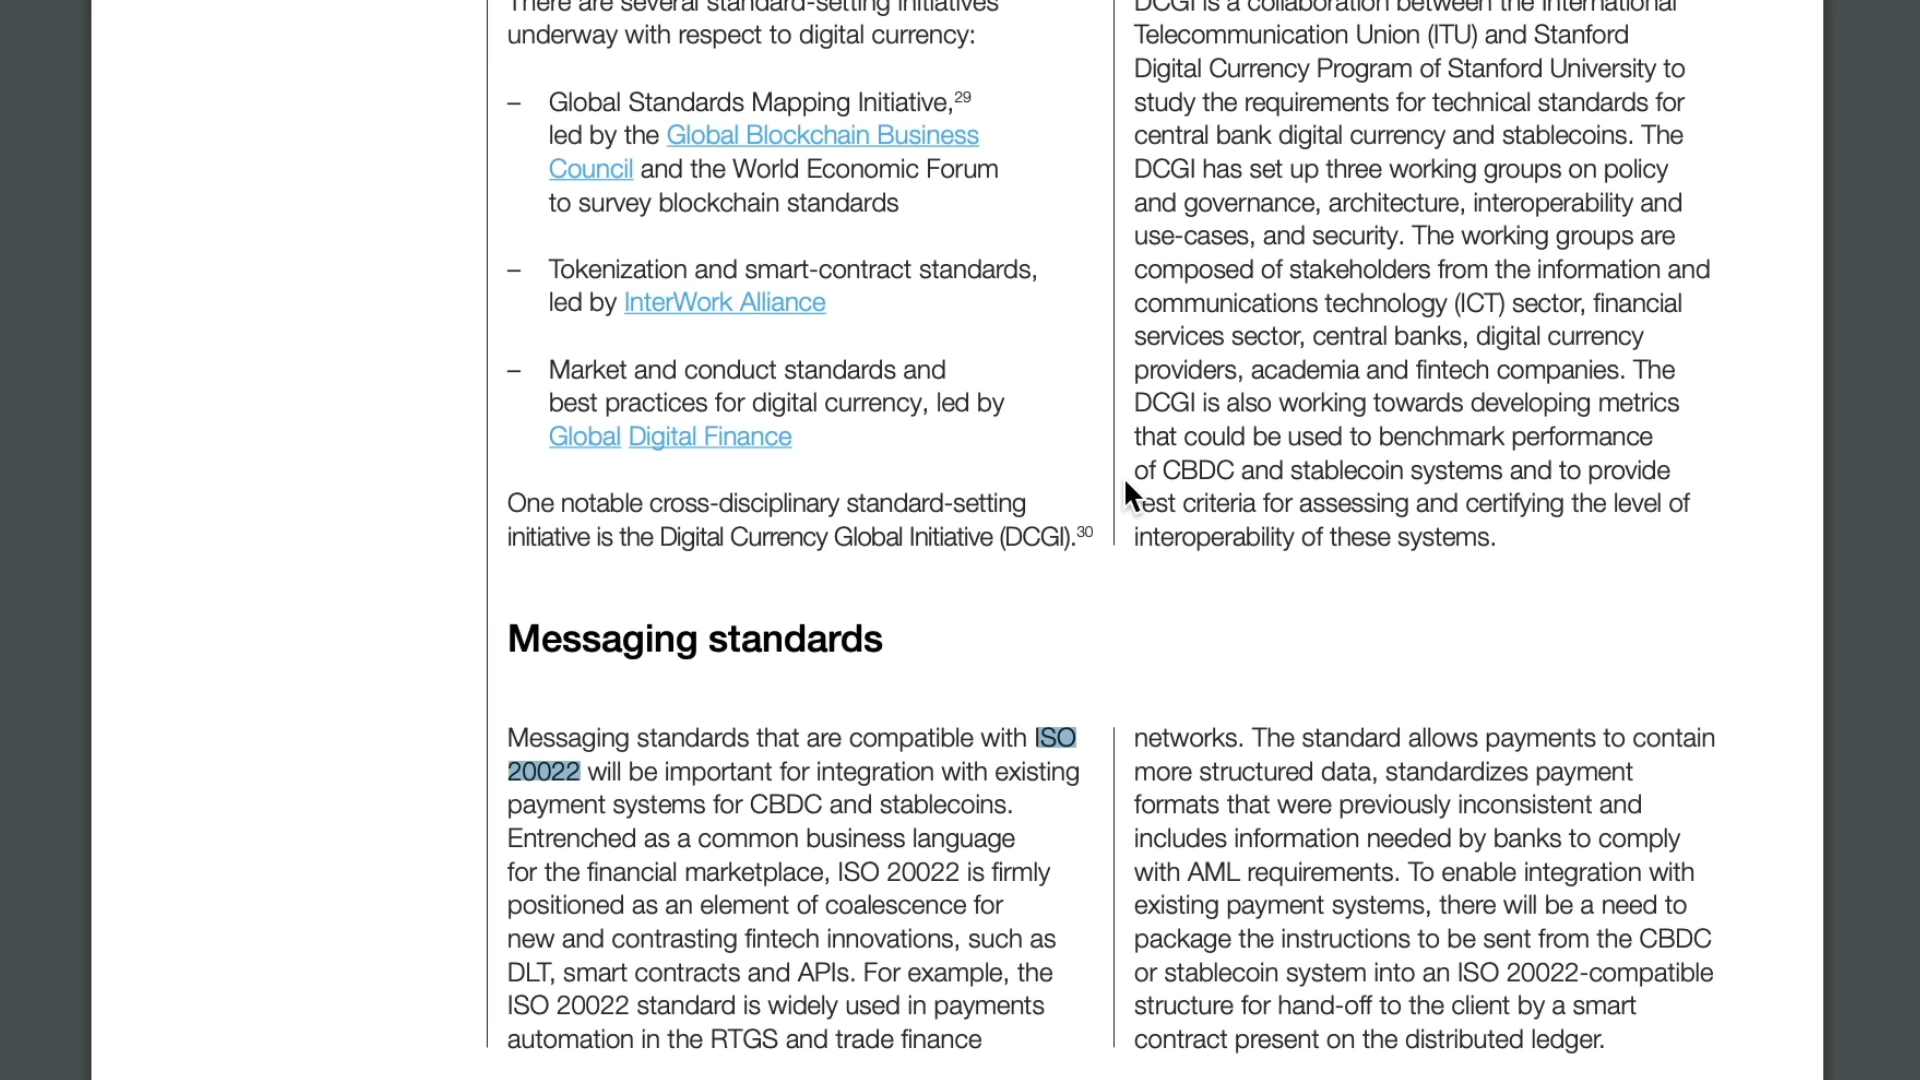 There are several standard-setting initiatives
underway with respect to digital currency:
– Global Standards Mapping Initiative,29
led by the Global Blockchain Business
Council and the World Economic Forum
to survey blockchain standards
– Tokenization and smart-contract standards,
led by InterWork Alliance
– Market and conduct standards and
best practices for digital currency, led by
Global Digital Finance
One notable cross-disciplinary standard-setting
initiative is the Digital Currency Global Initiative (DCGI).30
DCGI is a collaboration between the International
Telecommunication Union (ITU) and Stanford
Digital Currency Program of Stanford University to
study the requirements for technical standards for
central bank digital currency and stablecoins. The
DCGI has set up three working groups on policy
and governance, architecture, interoperability and
use-cases, and security. The working groups are
composed of stakeholders from the information and
communications technology (ICT) sector, financial
services sector, central banks, digital currency
providers, academia and fintech companies. The
DCGI is also working towards developing metrics
that could be used to benchmark performance
of CBDC and stablecoin systems and to provide
test criteria for assessing and certifying the level of
interoperability of these systems.
Messaging standards
Messaging standards that are compatible with ISO
20022 will be important for integration with existing
payment systems for CBDC and stablecoins.
Entrenched as a common business language
for the financial marketplace, ISO 20022 is firmly
positioned as an element of coalescence for
new and contrasting fintech innovations, such as
DLT, smart contracts and APIs. For example, the
ISO 20022 standard is widely used in payments
automation in the RTGS and trade finance
networks. The standard allows payments to contain
more structured data, standardizes payment
formats that were previously inconsistent and
includes information needed by banks to comply
with AML requirements. To enable integration with
existing payment systems, there will be a need to
package the instructions to be sent from the CBDC
or stablecoin system into an ISO 20022-compatible
structure for hand-off to the client by a smart
contract present on the distributed ledger.